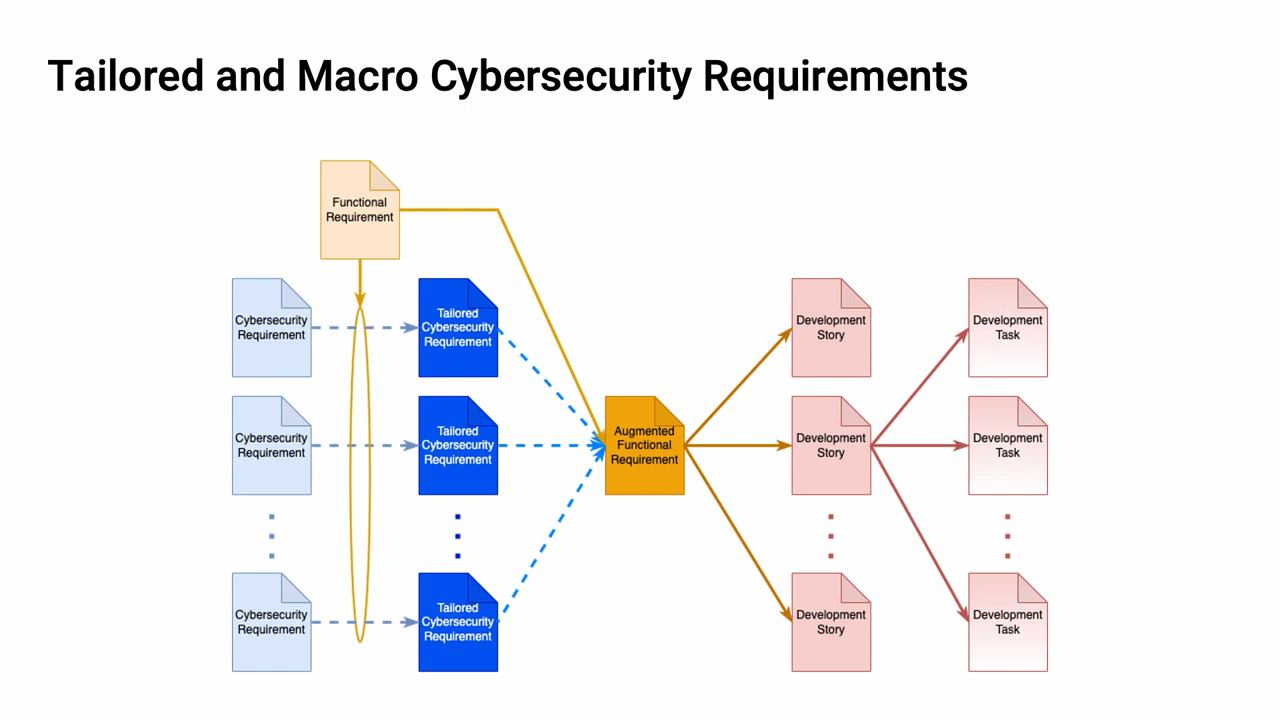 Tailored and Macro Cybersecurity Requirements
Functional
Requirement
Cybersecurity
Requirement
Tailored
Cybersecurity
Requirement
Development
Story
Development
Task
Cybersecurity
Requirement
Tailored
Cybersecurity
Requirement
Augmented
Functional
Requirement
Development
Story
Development
Task
Cybersecurity
Requirement
Tailored
Cybersecurity
Requirement
Development
Story
Development
Task